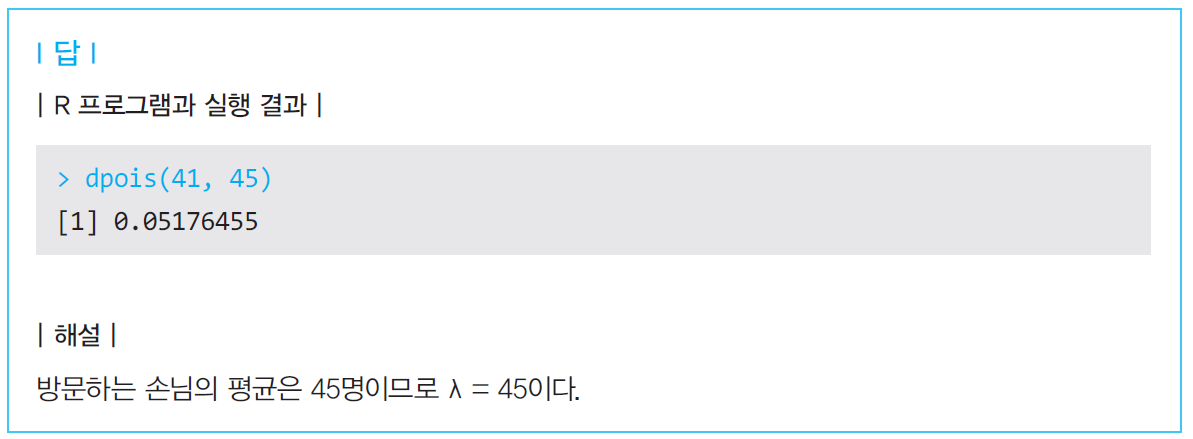 | 답 |
| R 프로그램과 실행 결과 |
> dpois(41, 45)
[1] 0.05176455
| 해설 |
방문하는 손님의 평균은 45명이므로 λ = 45이다.